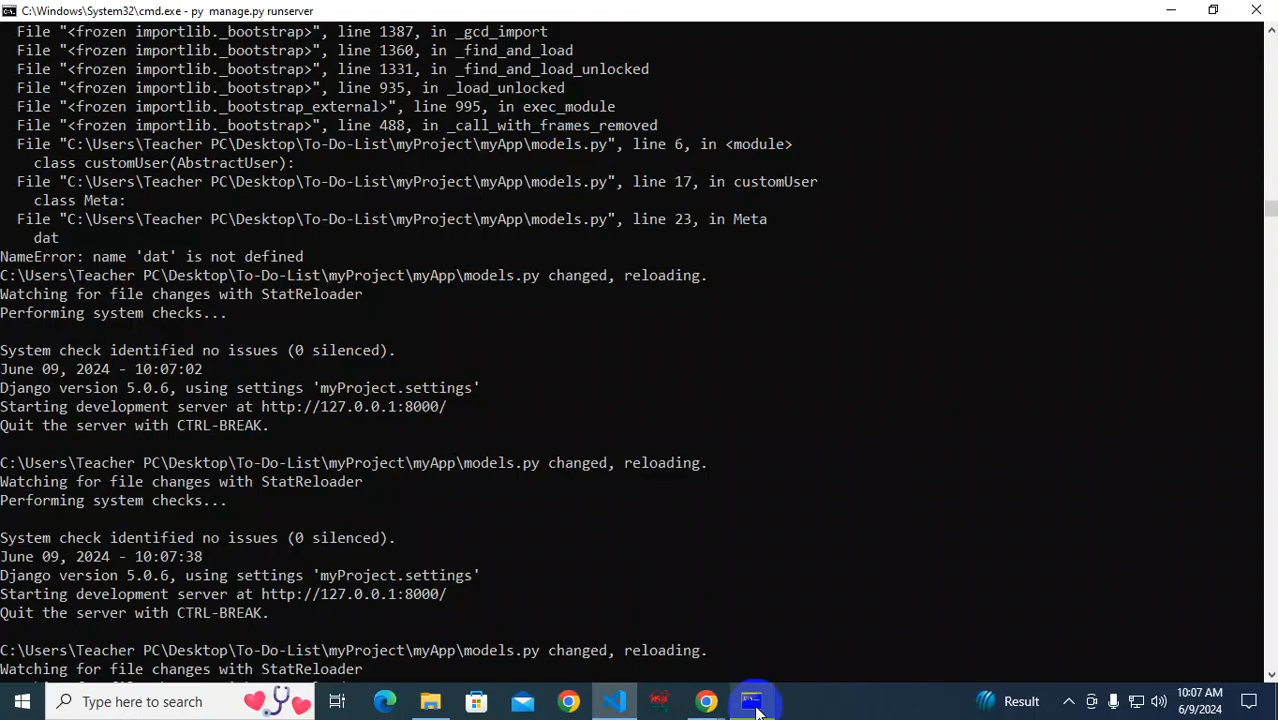 C:\Windows\System32\cmd.exe - py  manage.py runserver
File "<frozen importlib._bootstrap>", line 1387, in _gcd_import
File "<frozen importlib._bootstrap>", line 1360, in _find_and_load
File "<frozen importlib._bootstrap>", line 1331, in _find_and_load_unlocked
File "<frozen importlib._bootstrap>", line 935, in _load_unlocked
File "<frozen importlib._bootstrap_external>", line 995, in exec_module
File "<frozen importlib._bootstrap>", line 488, in _call_with_frames_removed
File "C:\Users\Teacher PC\Desktop\To-Do-List\myProject\myApp\models.py", line 6, in <module>
class customUser(AbstractUser):
File "C:\Users\Teacher PC\Desktop\To-Do-List\myProject\myApp\models.py", line 17, in customUser
class Meta:
File "C:\Users\Teacher PC\Desktop\To-Do-List\myProject\myApp\models.py", line 23, in Meta
dat
NameError: name 'dat' is not defined
C:\Users\Teacher PC\Desktop\To-Do-List\myProject\myApp\models.py changed, reloading.
Watching for file changes with StatReloader
Performing system checks...
System check identified no issues (0 silenced).
June 09, 2024 - 10:07:02
Django version 5.0.6, using settings 'myProject.settings'
Starting development server at http://127.0.0.1:8000/
Quit the server with CTRL-BREAK.
C:\Users\Teacher PC\Desktop\To-Do-List\myProject\myApp\models.py changed, reloading.
Watching for file changes with StatReloader
Performing system checks...
System check identified no issues (0 silenced).
June 09, 2024 - 10:07:38
Django version 5.0.6, using settings 'myProject.settings'
Starting development server at http://127.0.0.1:8000/
Quit the server with CTRL-BREAK.
C:\Users\Teacher PC\Desktop\To-Do-List\myProject\myApp\models.py changed, reloading.
Watching for file changes with StatReloader
Type here to search
Result
10:07 AM
6/9/2024